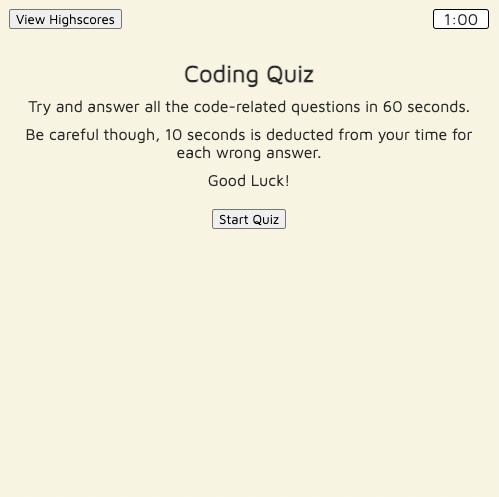 View Highscores
1:00
Coding Quiz
Try and answer all the code-related questions in 60 seconds.
Be careful though, 10 seconds is deducted from your time for
each wrong answer.
Good Luck!
Start Quiz